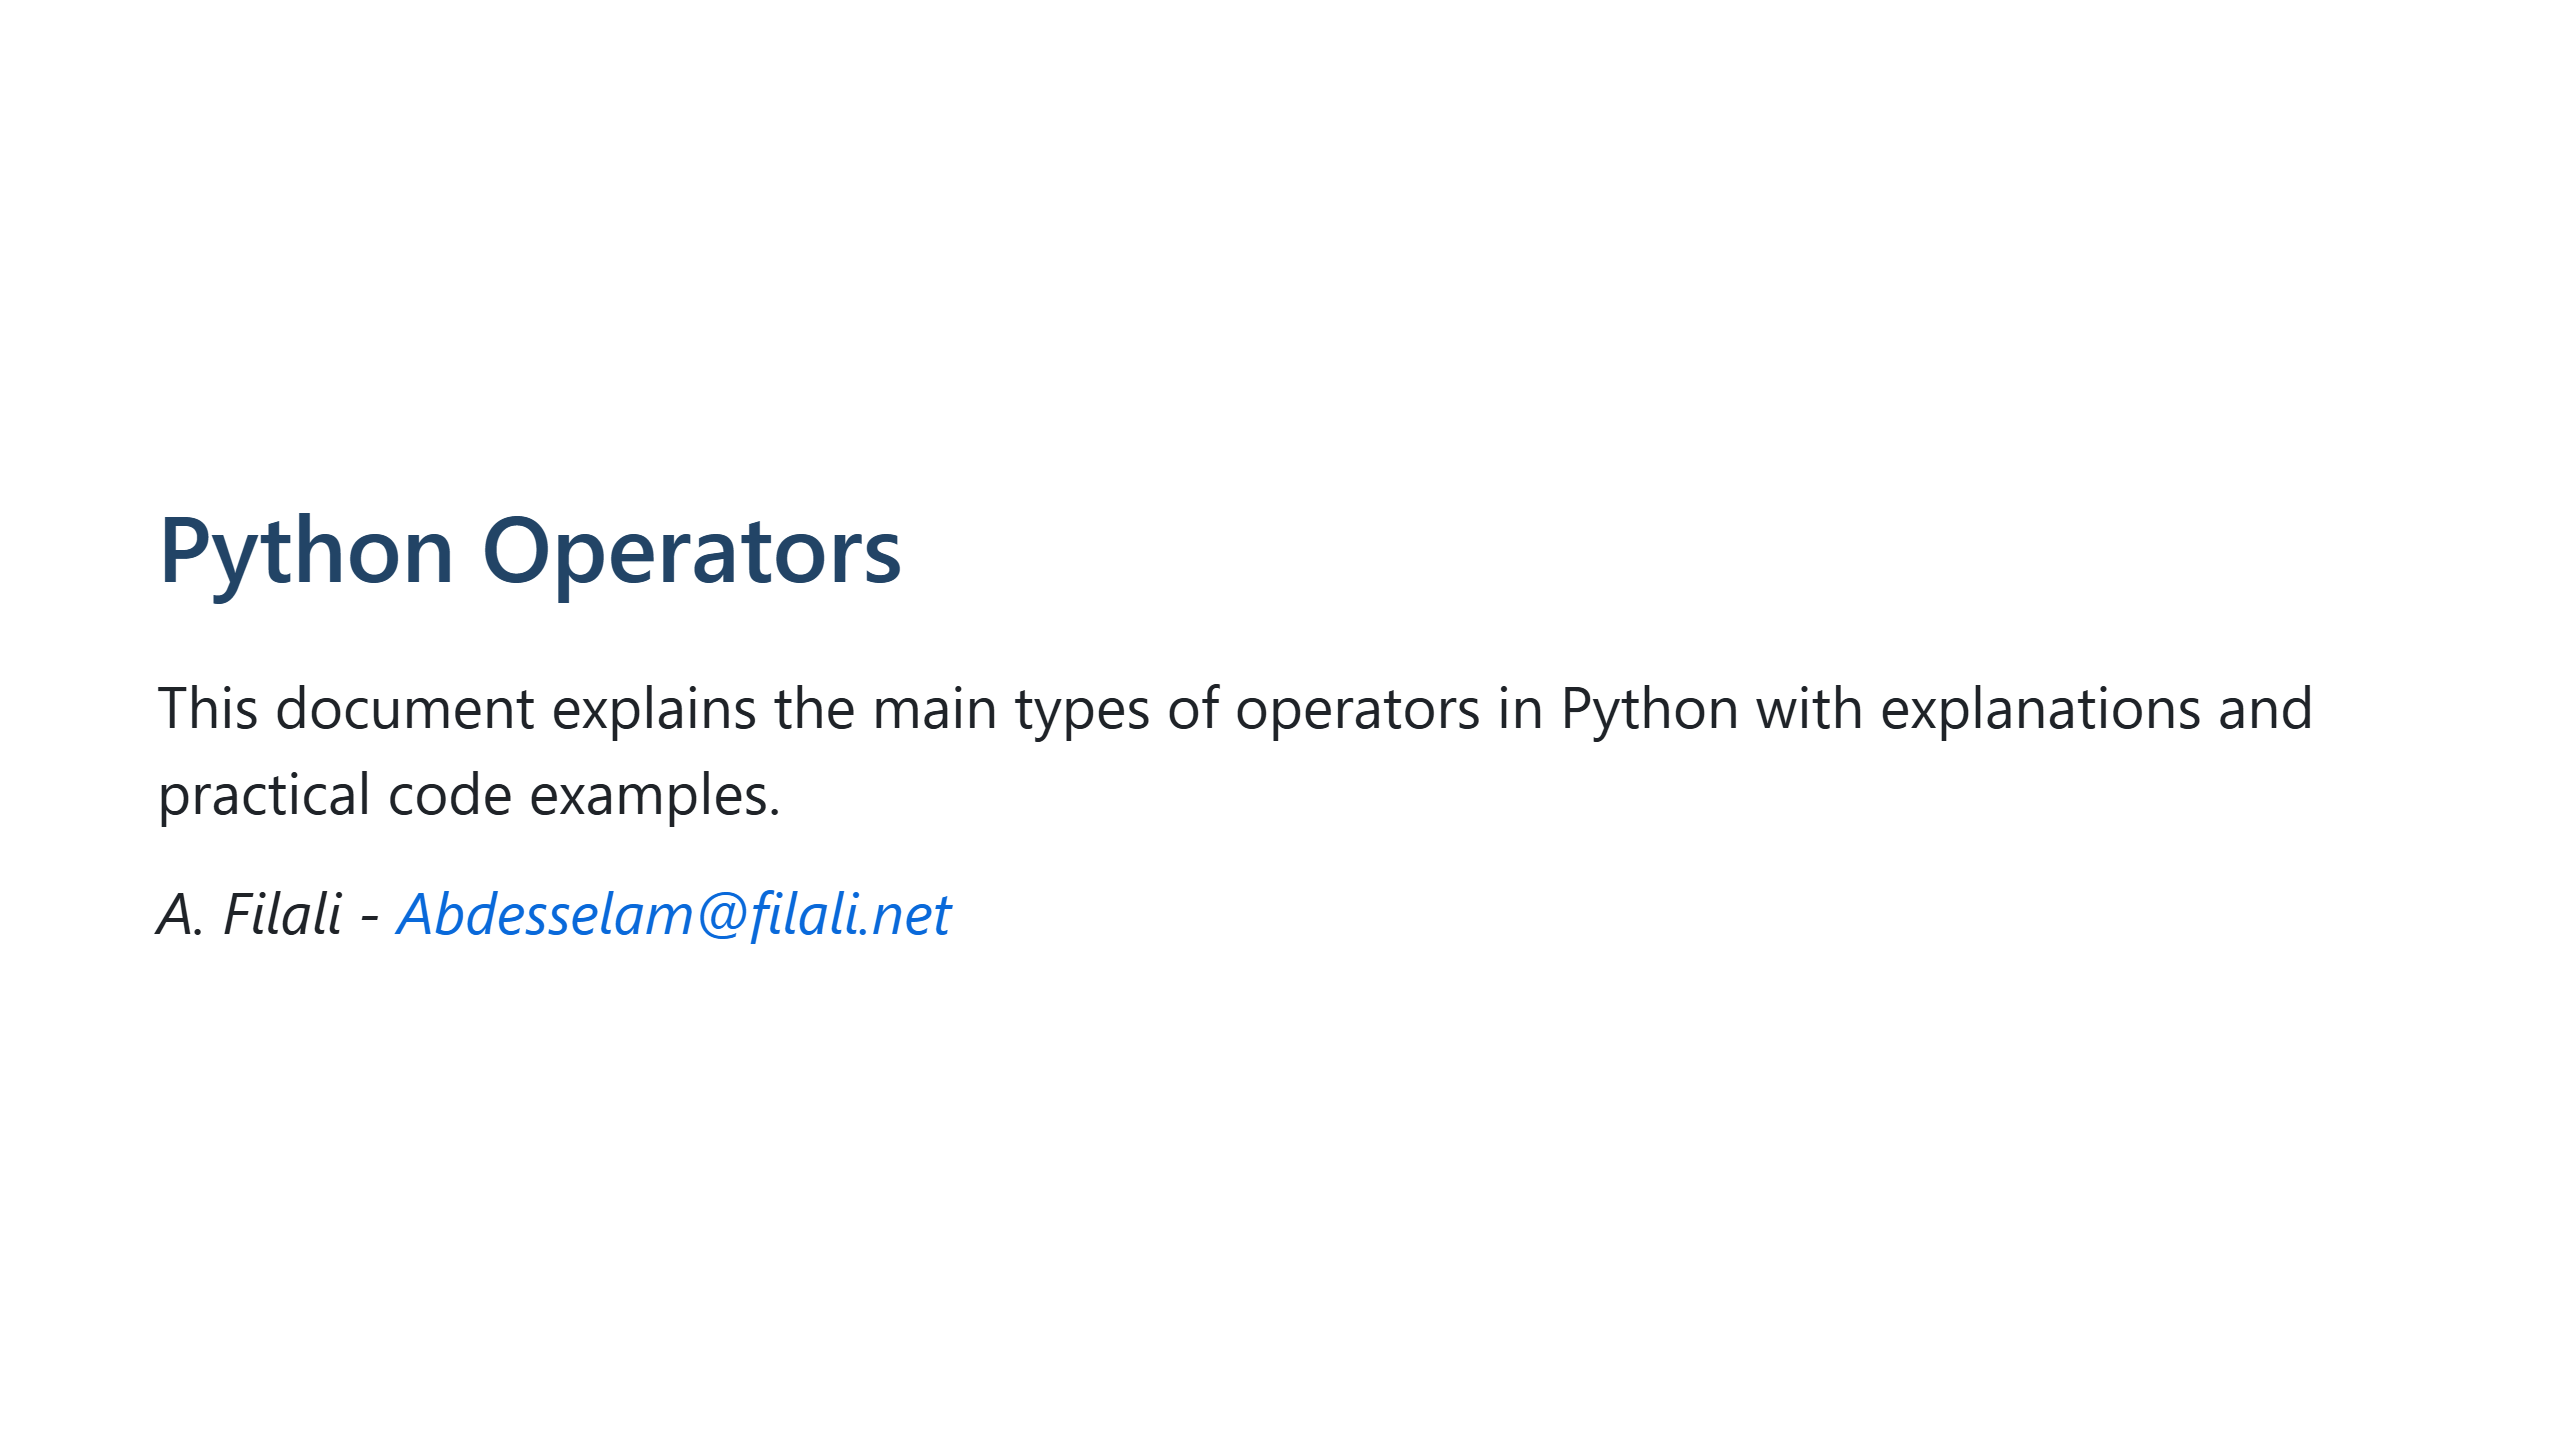 Python Operators
This document explains the main types of operators in Python with explanations and
practical code examples.
A. Filali - Abdesselam@filali.net